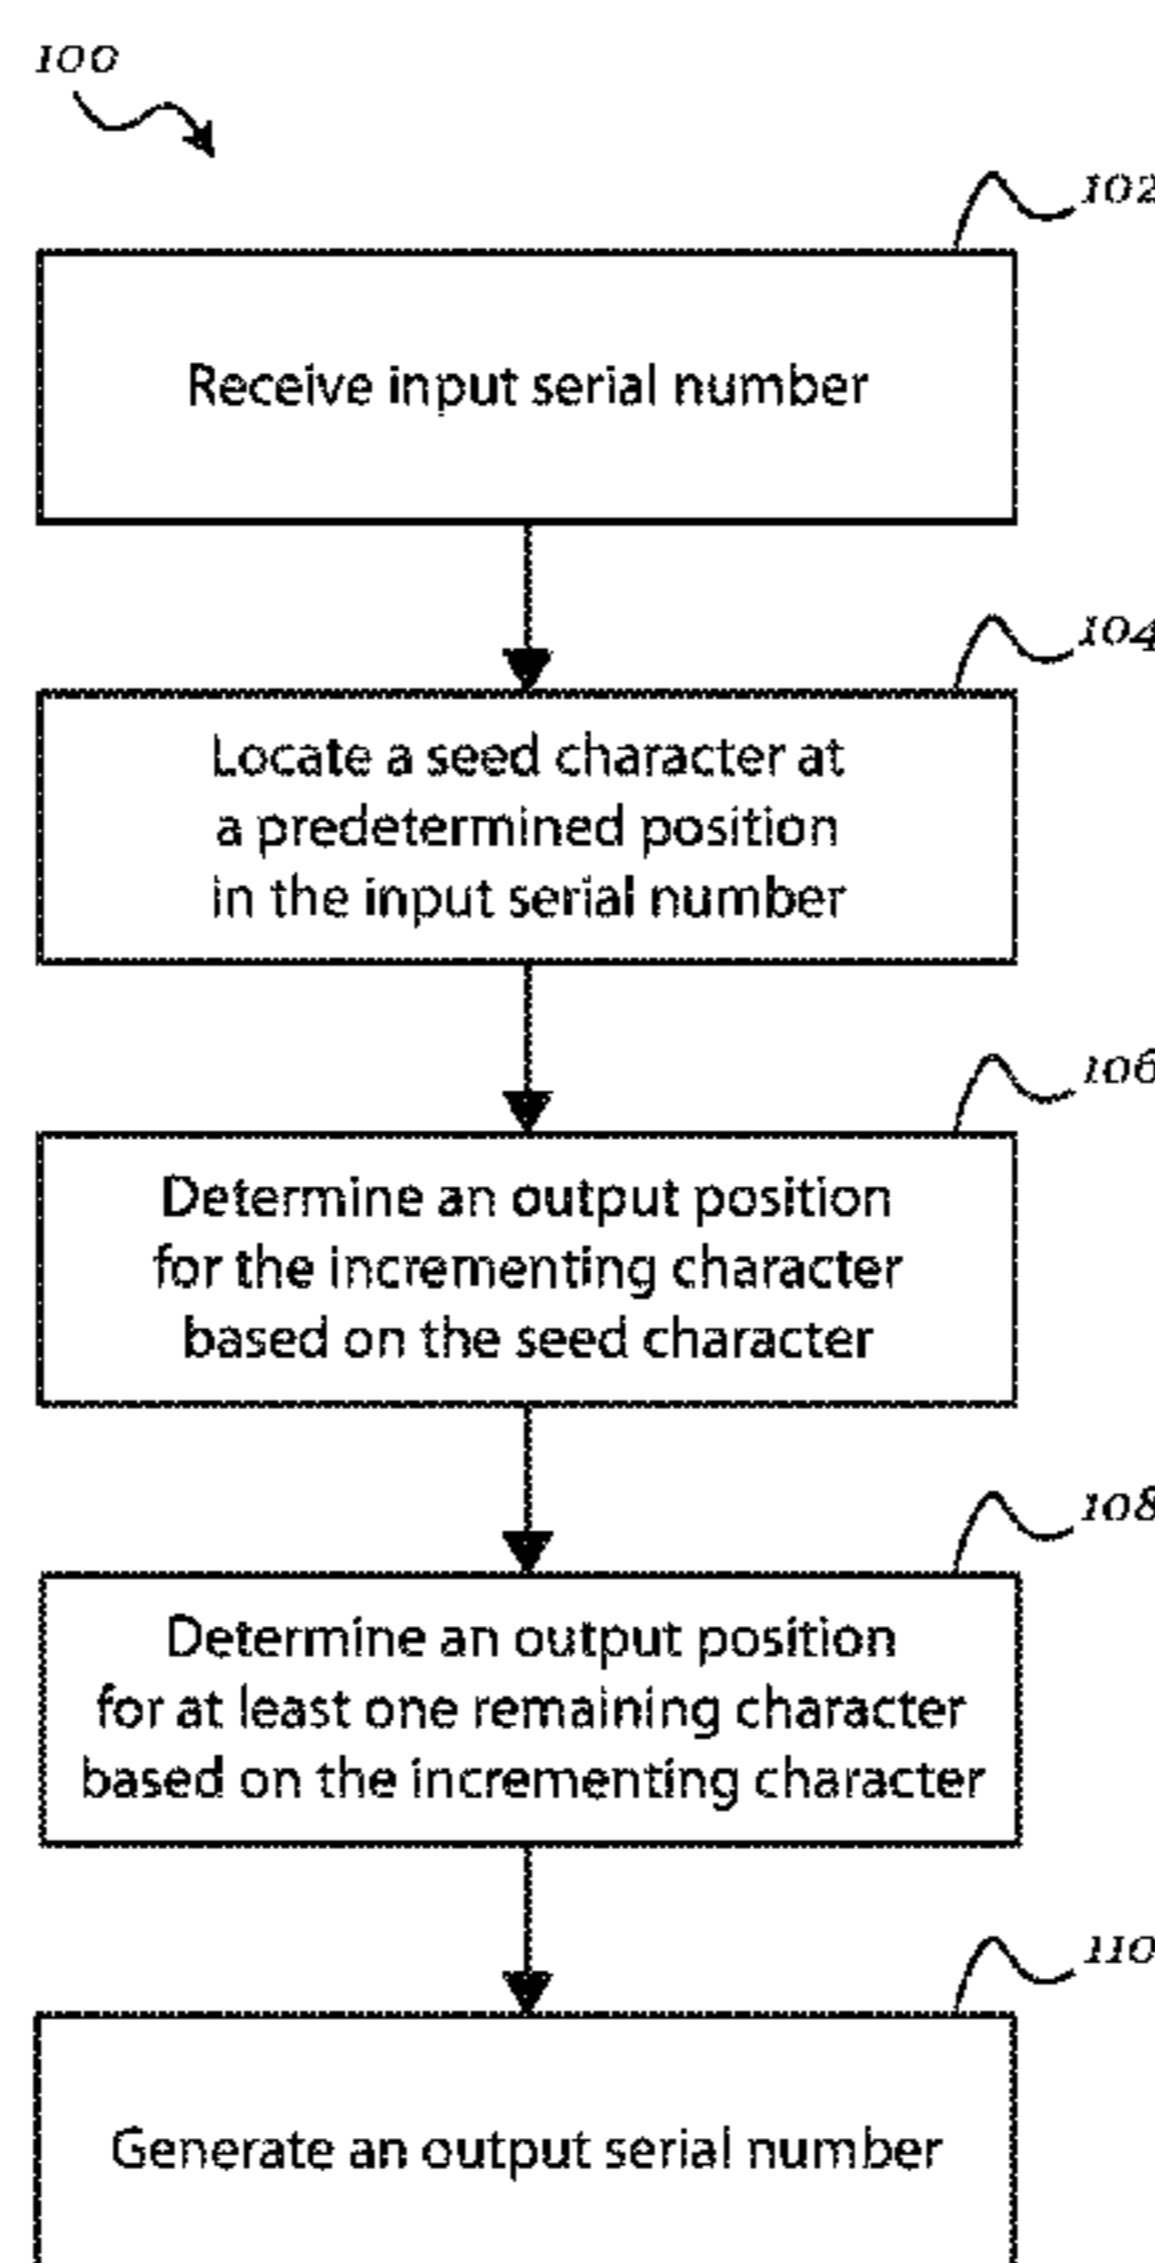 100
102
Receive input serial number
104
Locate a seed character at
a predetermined position
in the input serial number
106
Determine an output position
for the incrementing character
based on the seed character
108
Determine an output position
for at least one remaining character
based on the incrementing character
110
Generate an output serial number